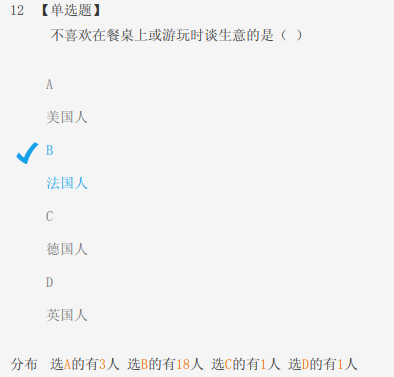 12 【单选题】
不喜欢在餐桌上或游玩时谈生意的是（ ）
A
美国人
B
法国人
C
德国人
D
英国人
分布 选A的有3人 选B的有18人 选C的有1人 选D的有1人